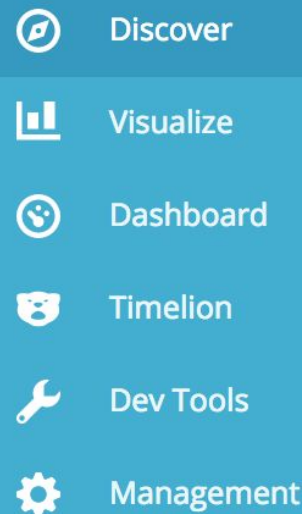 Discover
Visualize
Dashboard
Timelion
Dev Tools
Management